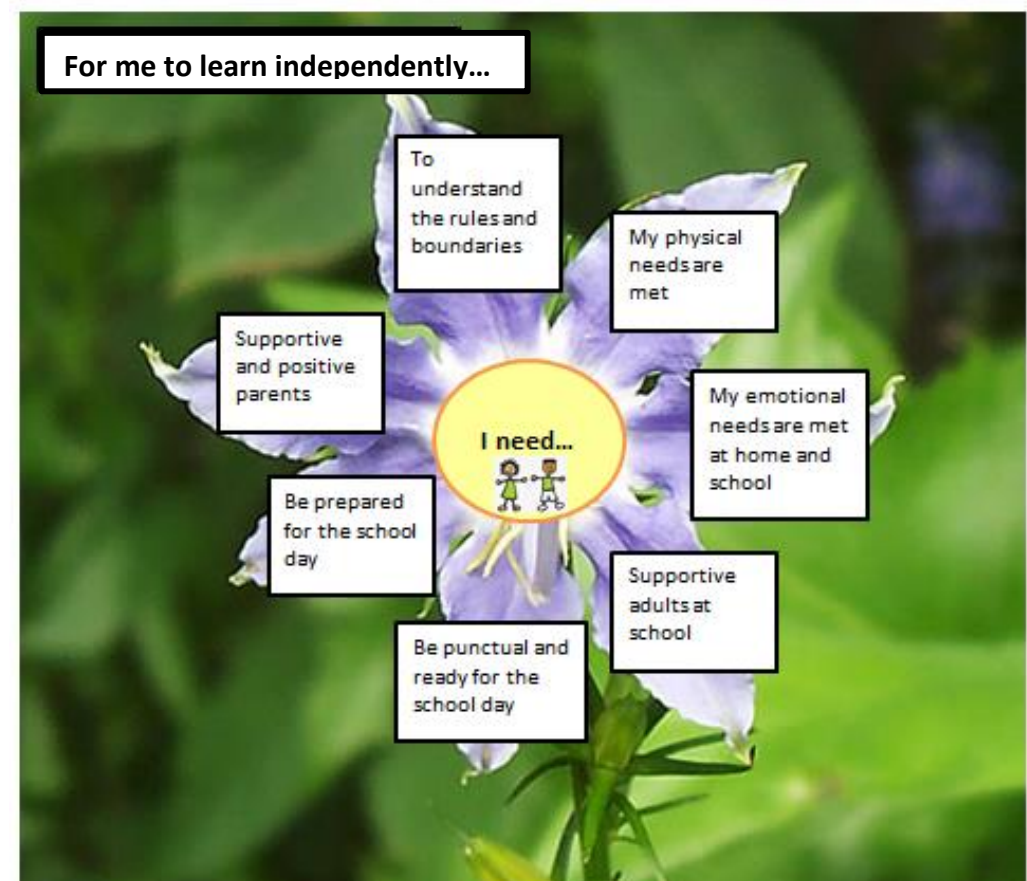 For me to learn independently…
To
understand
the rules and
boundaries
My physical
needs are
met
Supportive
and positive
parents
My emotional
needs are met
at home and
school
I need…
Be prepared
for the school
day
Supportive
adults at
school
Be punctual and
ready for the
school day